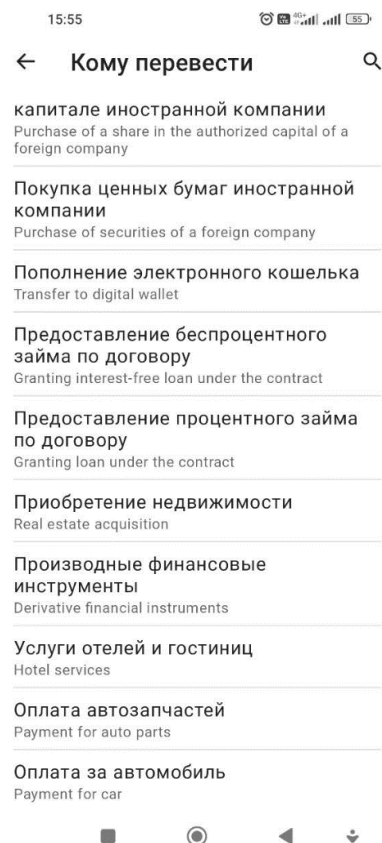 15:55
4G+
55
Кому перевести
капитале иностранной компании
Purchase of a share in the authorized capital of a
foreign company
Покупка ценных бумаг иностранной
компании
Purchase of securities of a foreign company
Пополнение электронного кошелька
Transfer to digital wallet
Предоставление беспроцентного
займа по договору
Granting interest-free loan under the contract
Предоставление процентного займа
по договору
Granting loan under the contract
Приобретение недвижимости
Real estate acquisition
Производные финансовые
инструменты
Derivative financial instruments
Услуги отелей и гостиниц
Hotel services
Оплата автозапчастей
Payment for auto parts
Оплата за автомобиль
Payment for car